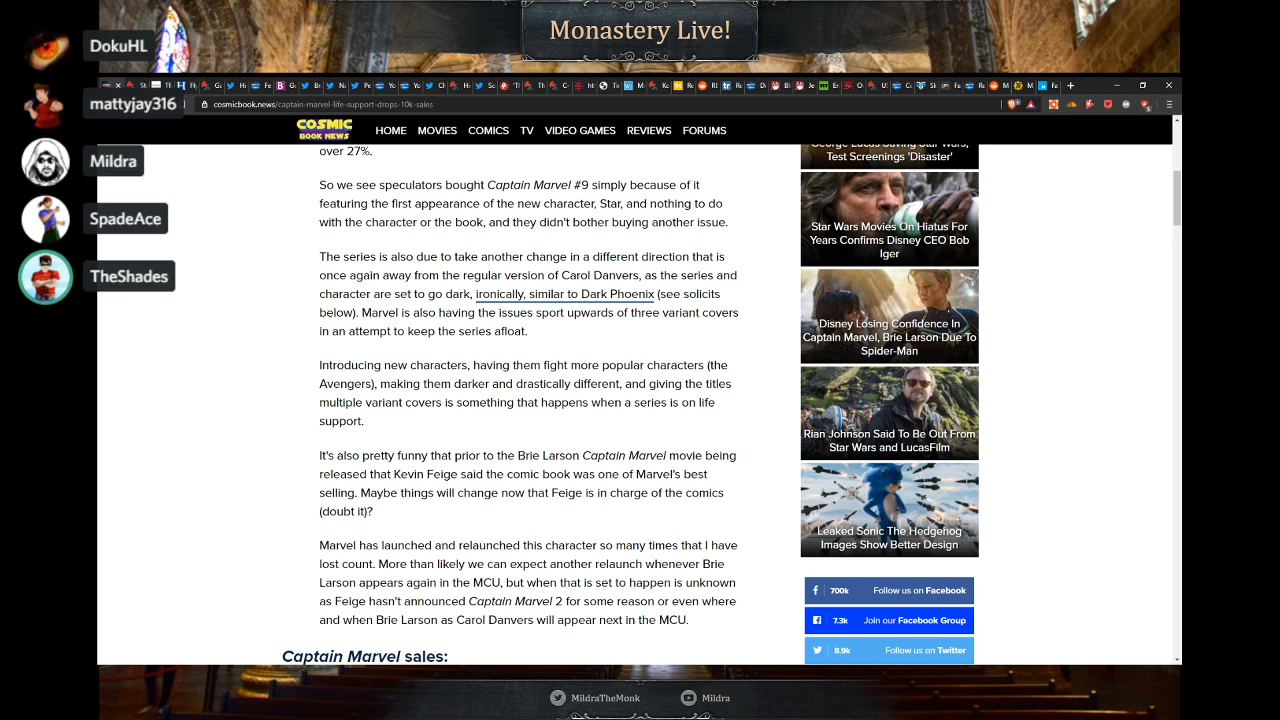 Monastery Live!
DokuHL
mattyjay316
Mildra
SpadeAce
TheShades
cosmicbook.news/captain-marvel-life-support-drops-10k-sales
COSMIC
BOOK NEWS
HOME MOVIES COMICS TV VIDEO GAMES REVIEWS FORUMS
over 27%.
So we see speculators bought Captain Marvel #9 simply because of it
featuring the first appearance of the new character, Star, and nothing to do
with the character or the book, and they didn't bother buying another issue.
The series is also due to take another change in a different direction that is
once again away from the regular version of Carol Danvers, as the series and
character are set to go dark, ironically, similar to Dark Phoenix (see solicits
below). Marvel is also having the issues sport upwards of three variant covers
in an attempt to keep the series afloat.
Introducing new characters, having them fight more popular characters (the
Avengers), making them darker and drastically different, and giving the titles
multiple variant covers is something that happens when a series is on life
support.
It's also pretty funny that prior to the Brie Larson Captain Marvel movie being
released that Kevin Feige said the comic book was one of Marvel's best
selling. Maybe things will change now that Feige is in charge of the comics
(doubt it)?
Marvel has launched and relaunched this character so many times that I have
lost count. More than likely we can expect another relaunch whenever Brie
Larson appears again in the MCU, but when that is set to happen is unknown
as Feige hasn't announced Captain Marvel 2 for some reason or even where
and when Brie Larson as Carol Danvers will appear next in the MCU.
Captain Marvel sales:
George Lucas Saving Star Wars,
Test Screenings 'Disaster'
Star Wars Movies On Hiatus For
Years Confirms Disney CEO Bob
Iger
Disney Losing Confidence In
Captain Marvel, Brie Larson Due To
Spider-Man
Rian Johnson Said To Be Out From
Star Wars and LucasFilm
Leaked Sonic The Hedgehog
Images Show Better Design
700k Follow us on Facebook
7.3k Join our Facebook Group
8.9k Follow us on Twitter
MildraTheMonk
Mildra